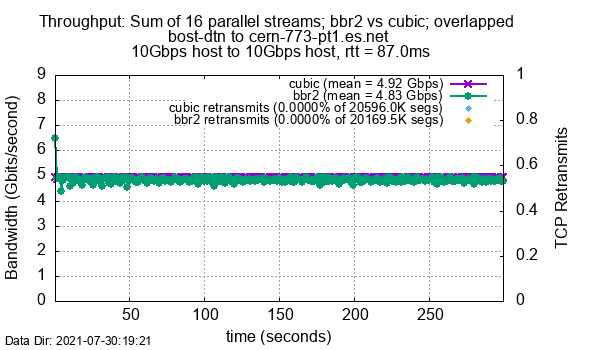 Throughput: Sum of 16 parallel streams; bbr2 vs cubic; overlapped
bost-dtn to cern-773-pt1.es.net
10Gbps host to 10Gbps host, rtt = 87.0ms
cubic (mean = 4.92 Gbps)
bbr2 (mean = 4.83 Gbps)
cubic retransmits (0.0000% of 20596.0K segs)
bbr2 retransmits (0.0000% of 20169.5K segs)
Bandwidth (Gbits/second)
9
8
7
6
5
4
3
2
1
0
1
0.8
0.6
0.4
0.2
0
TCP Retransmits
50 100 150 200 250
time (seconds)
Data Dir: 2021-07-30:19:21